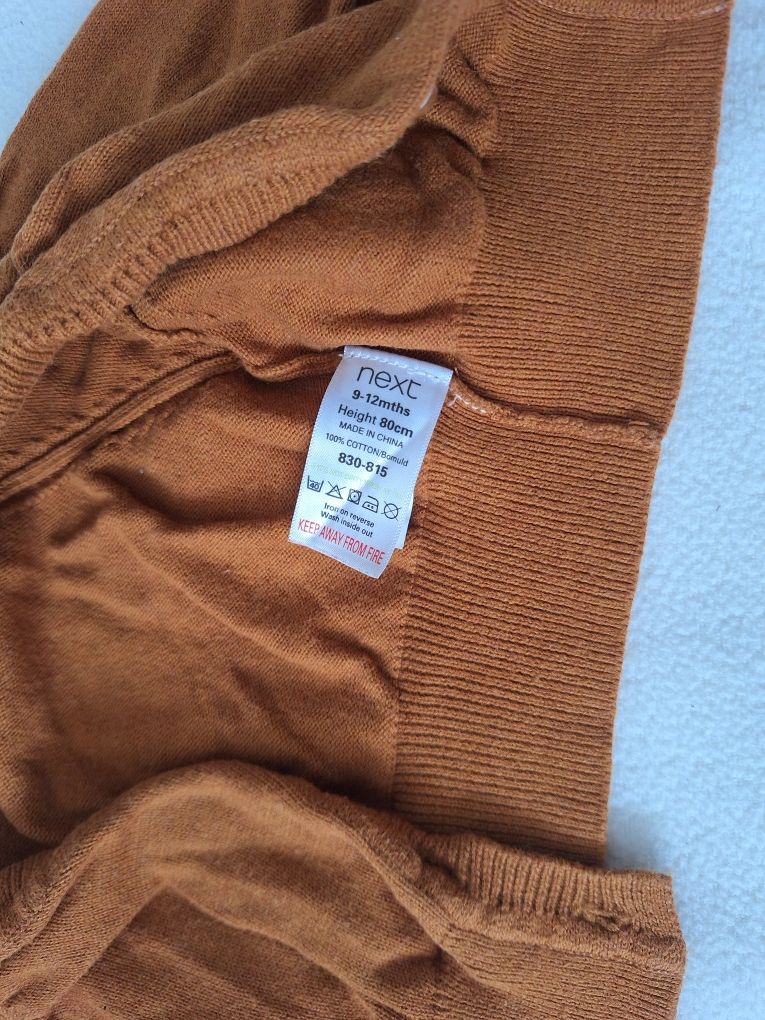 next
9-12mths
Height 80cm
MADE IN CHINA
100% COTTON/Bomuld
830-815
40
Iron on reverse
Wash inside out
KEEP AWAY FROM FIRE